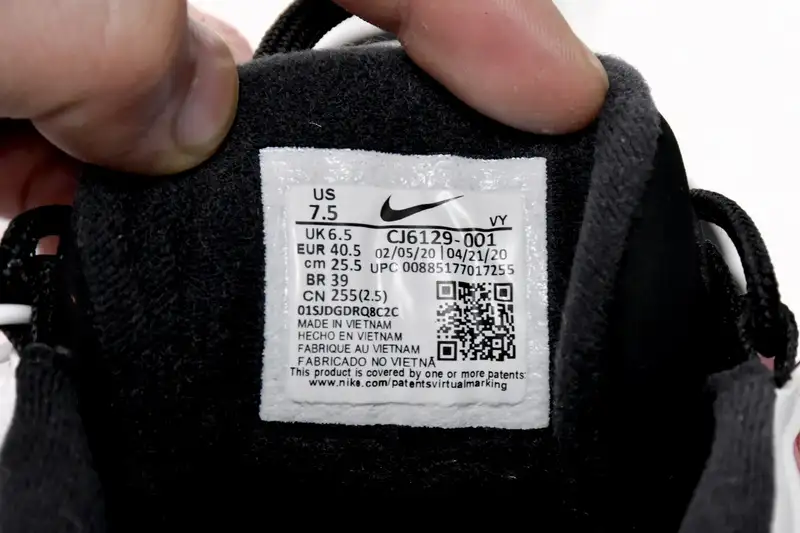 US
7.5
VY
UK 6.5 CJ6129-001
EUR 40.5 02/05/20 | 04/21/20
cm 25.5 UPC 00885177017255
BR 39
CN 255(2.5)
01SJDGDRQ8C2C
MADE IN VIETNAM
HECHO EN VIETNAM
FABRIQUE AU VIETNAM
FABRICADO NO VIETNÃ
This product is covered by one or more patents
www.nike.com/patentsvirtualmarking